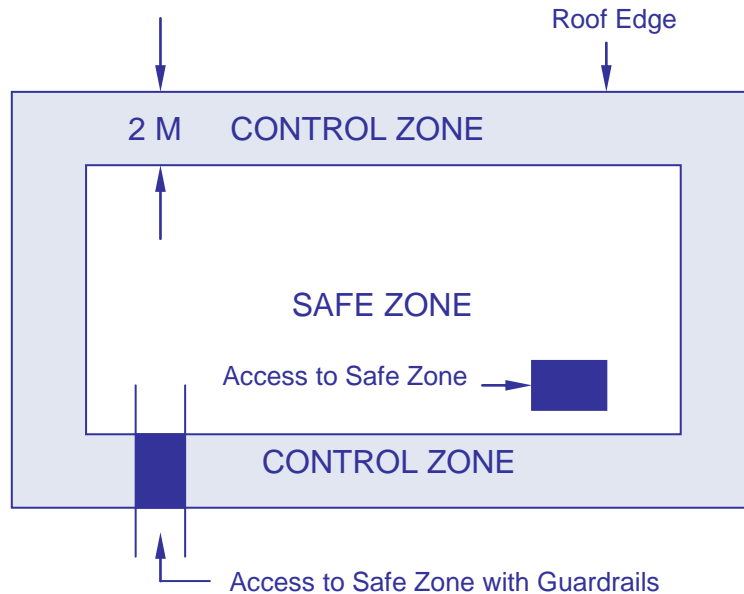 Roof Edge
2 M CONTROL ZONE
SAFE ZONE
Access to Safe Zone
CONTROL ZONE
Access to Safe Zone with Guardrails